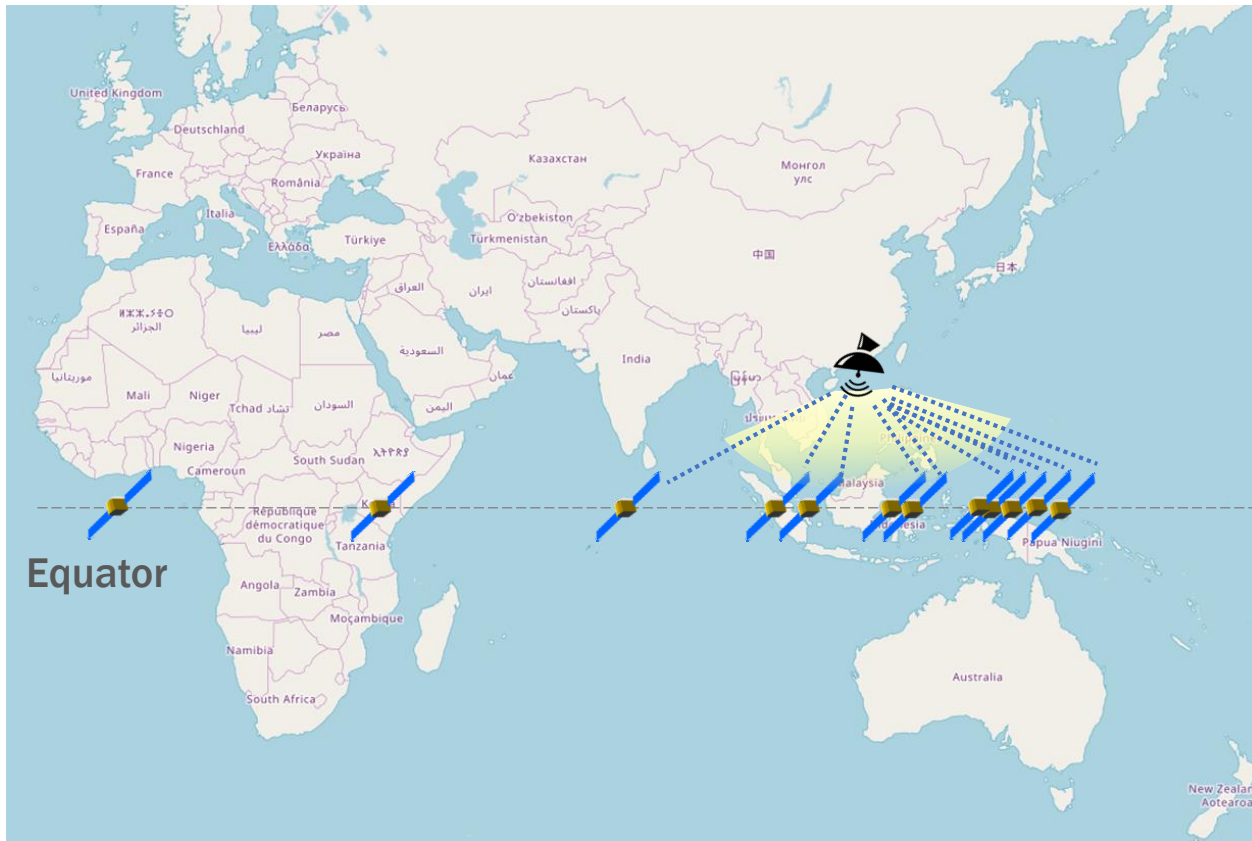 United Kingdom
Беларусь
Deutschland
Україна
Казахстан
Монгол
улс
France
România
Italia
España
Ελλάδα
Türkiye
Oʻzbekiston
Türkmenistan
中国
日本
العراق
ایران
افغانستان
پاکستان
ⵍⵣⵣⴰⵢⴻⵔ
الجزائر
ليبيا
مصر
السعودية
عمان
India
موريتانيا
Mali
Niger
Tchad تشاد
السودان
اليمن
Nigeria
Cameroun
South Sudan
Malaysia
République
démocratique
du Congo
Tanzania
Papua Niugini
Equator
Angola
Zambia
Moçambique
Namibia
South Africa
Australia
New Zealan
Aotearoa